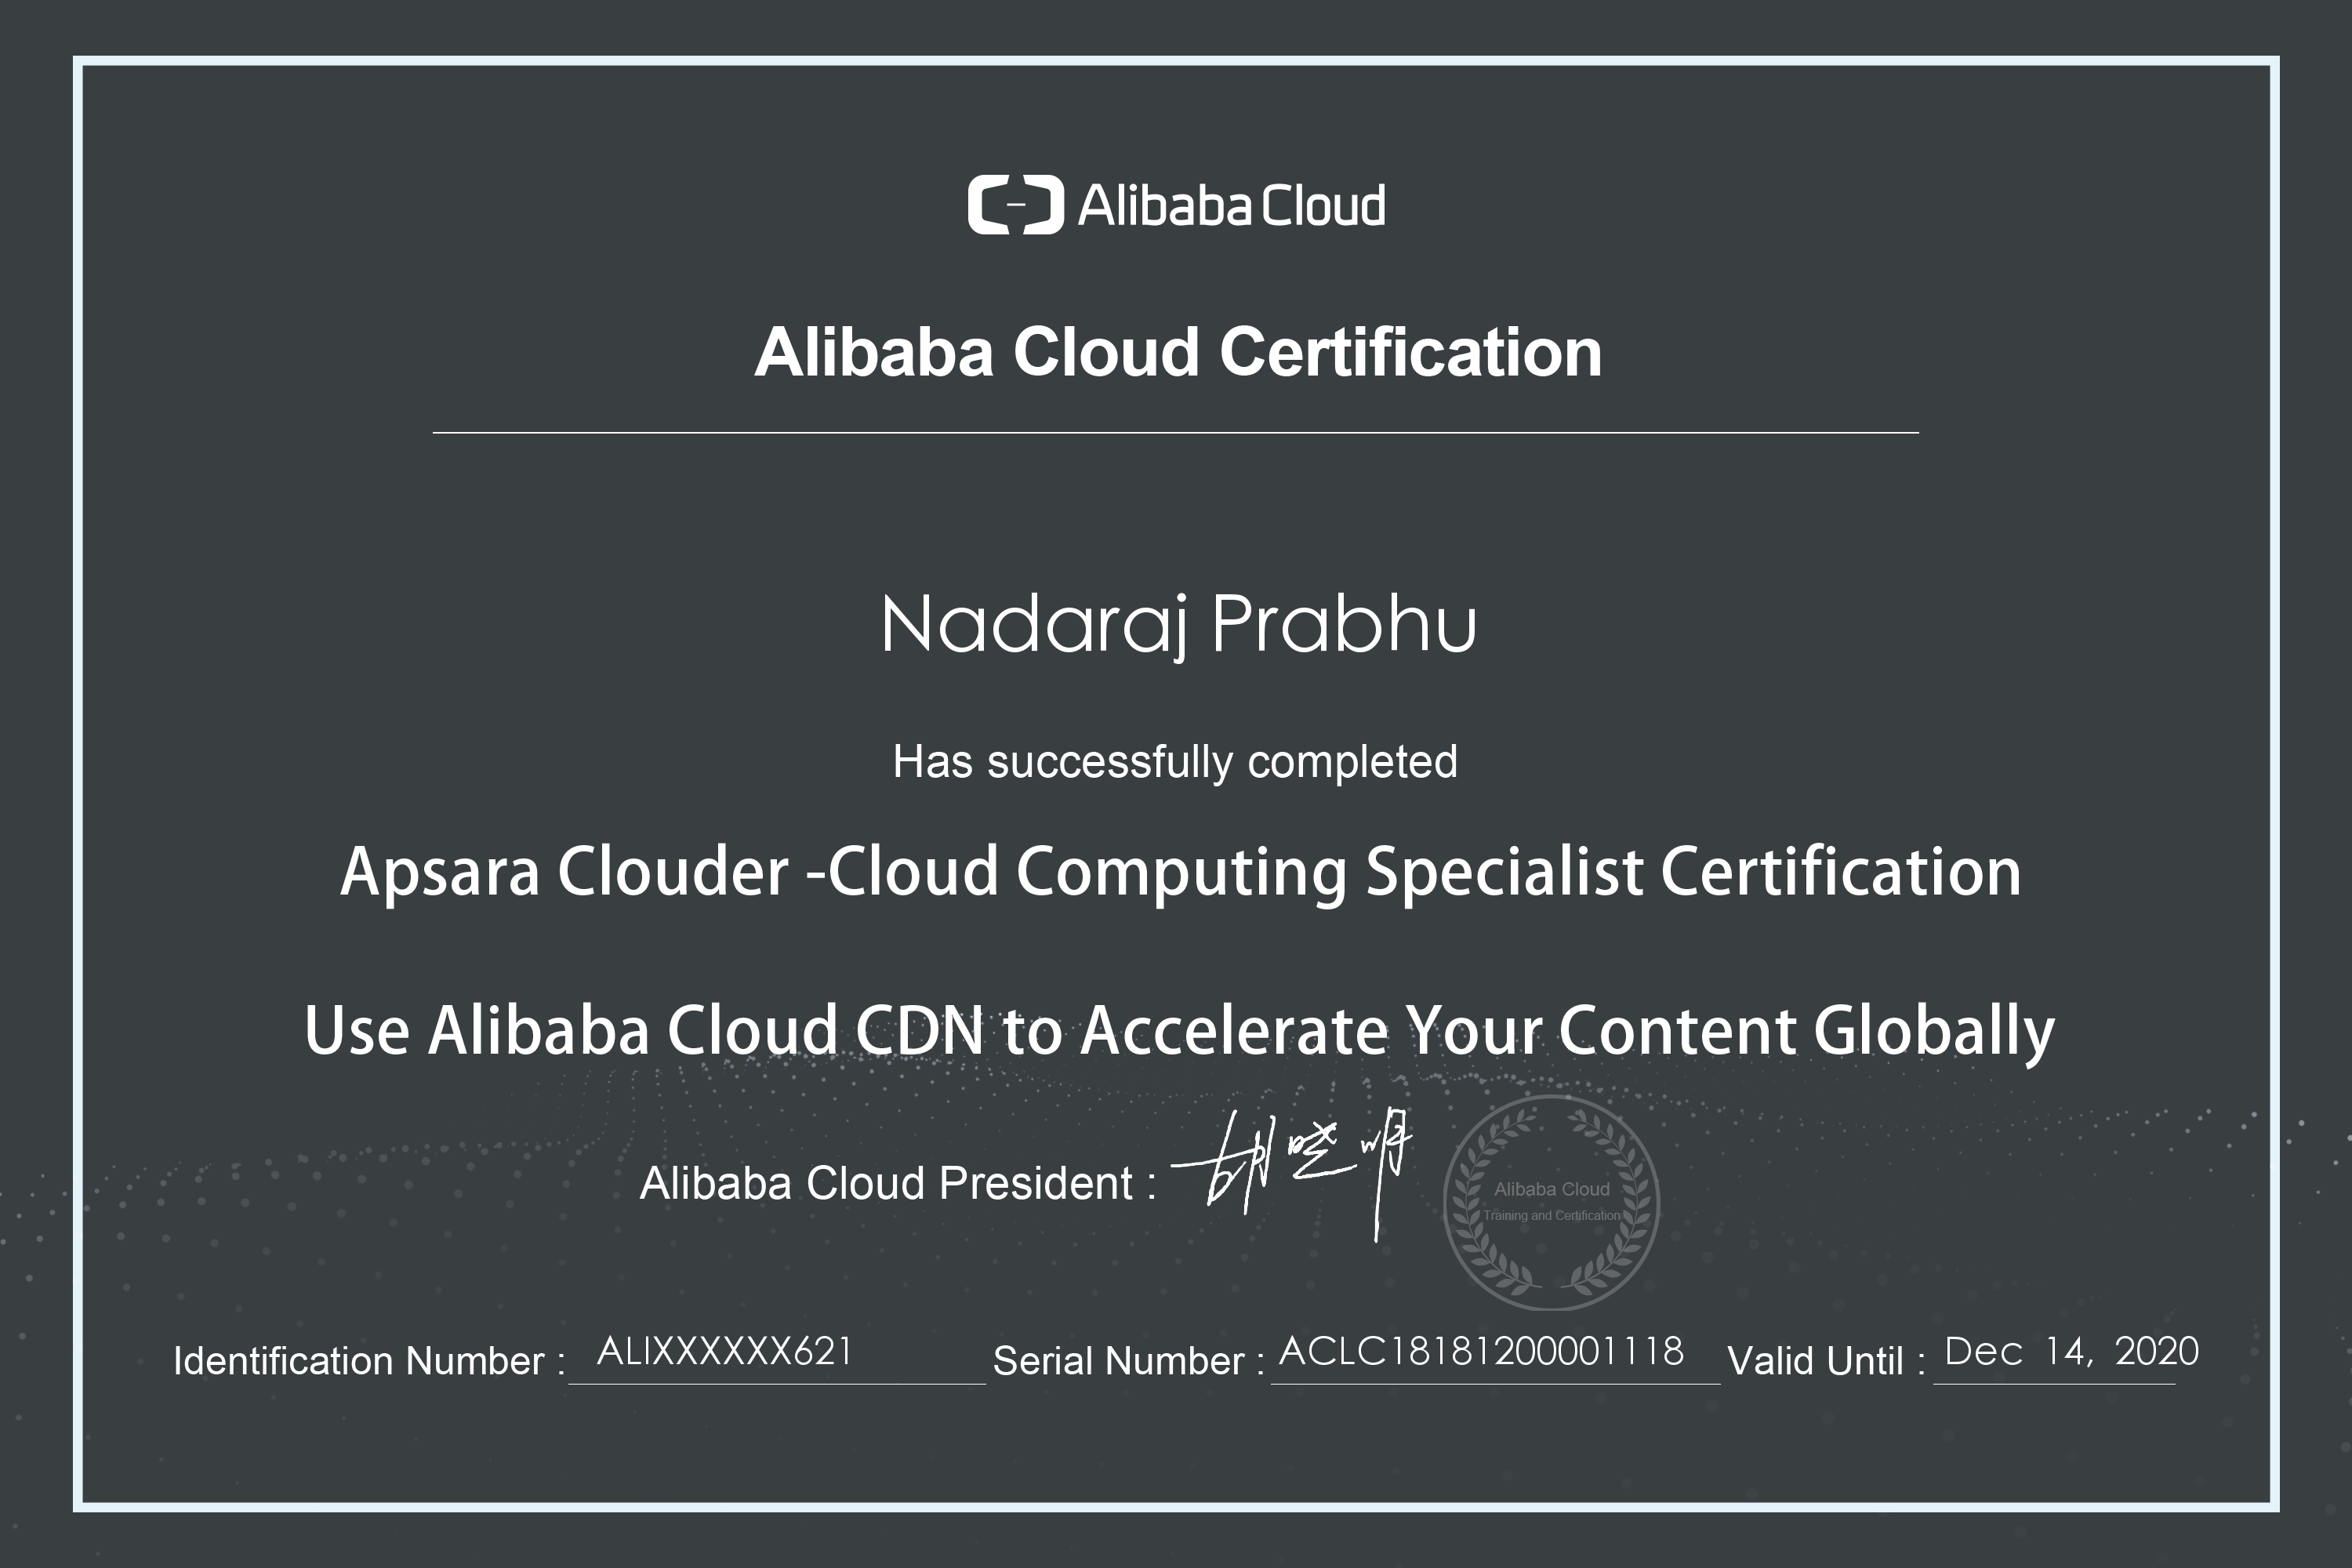 Alibaba Cloud
Alibaba Cloud Certification
Nadaraj Prabhu
Has successfully completed
Apsara Clouder -Cloud Computing Specialist Certification
Use Alibaba Cloud CDN to Accelerate Your Content Globally
Alibaba Cloud President :
Alibaba Cloud
Training and Certification
Identification Number : ALIXXXXXX621 Serial Number : ACLC18181200001118 Valid Until : Dec 14, 2020